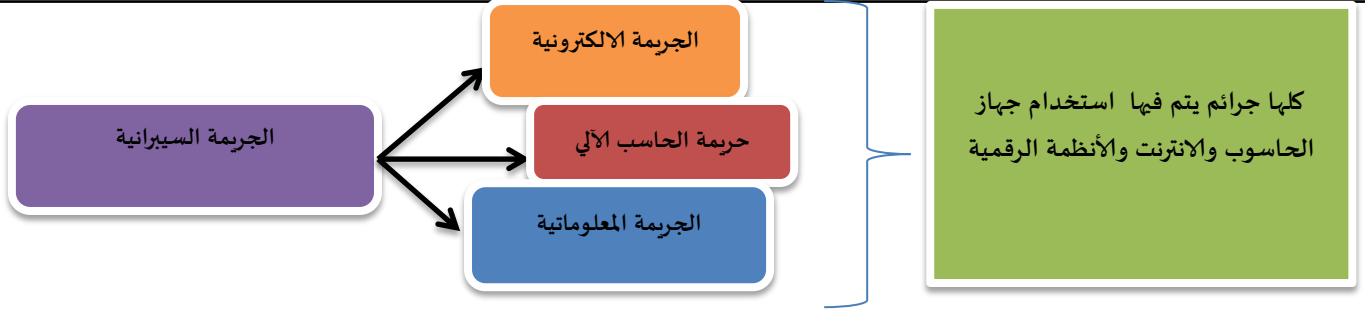 الجريمة الالكترونية
كلها جرائم يتم فيها استخدام جهاز
الحاسوب والانترنت والأنظمة الرقمية
الجريمة السيبرانية
حريمة الحاسب الآلي
الجريمة المعلوماتية